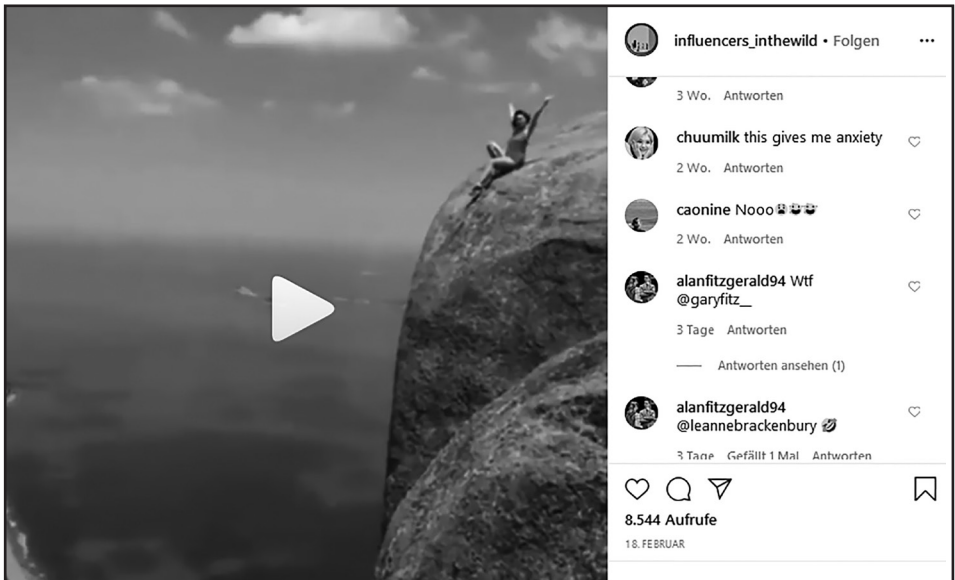 influencers_inthewild • Folgen
3 Wo. Antworten
chuumilk this gives me anxiety
2 Wo. Antworten
caonine Nooo
2 Wo. Antworten
alanfitzgerald94 Wtf
@garyfitz__
3 Tage Antworten
Antworten ansehen (1)
alanfitzgerald94
@leannebrackenbury 🤣
3 Tage Gefällt 1 Mal Antworten
8.544 Aufrufe
18. FEBRUAR